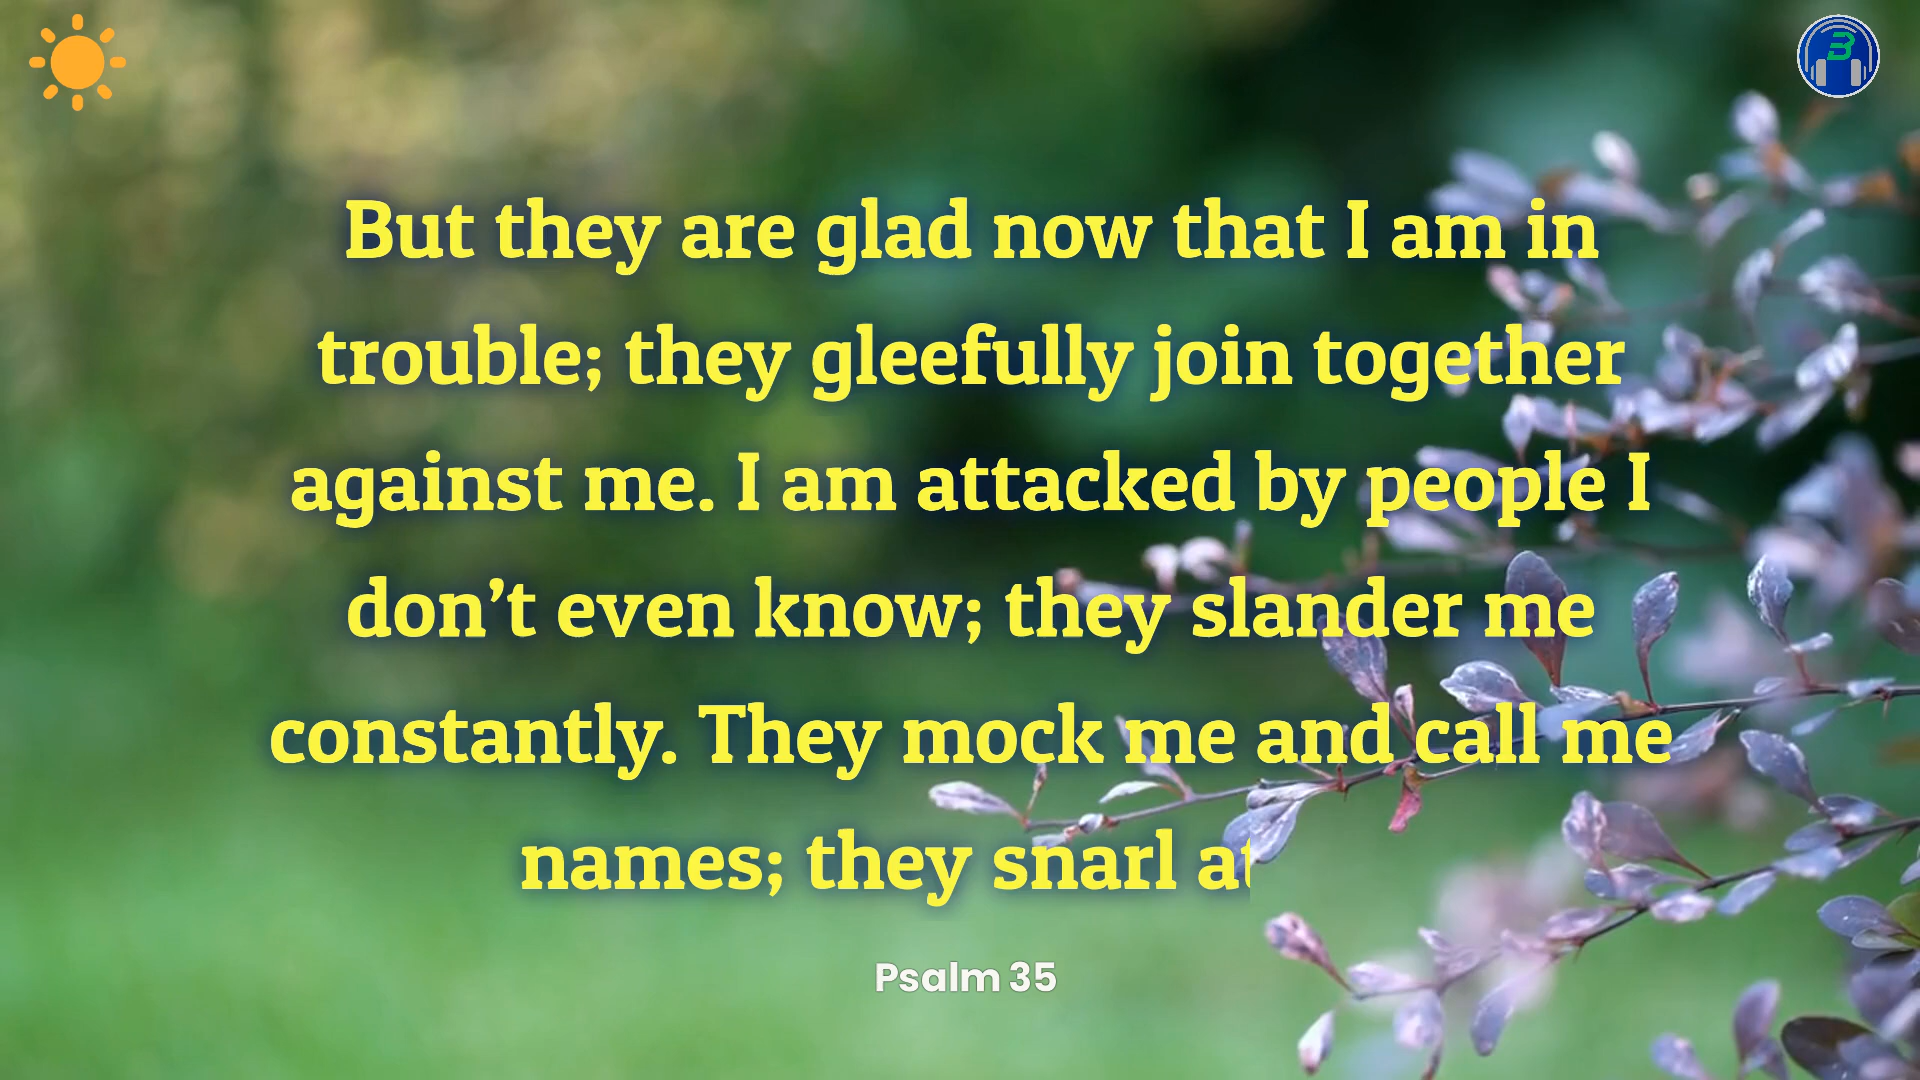 But they are glad now that I am in
trouble; they gleefully join together
against me. I am attacked by people I
don’t even know; they slander me
constantly. They mock me and call me
names; they snarl at
Psalm 35